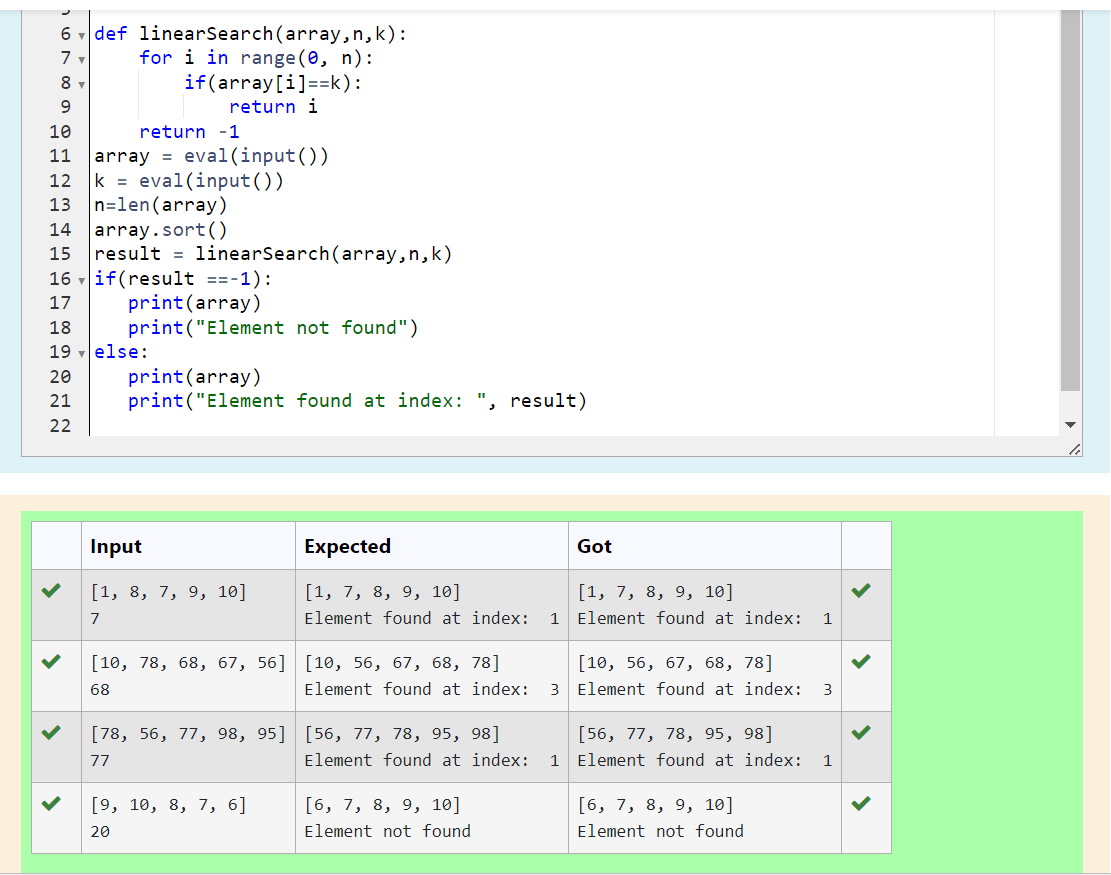 6 def linearSearch(array,n,k):
7     for i in range(0, n):
8         if(array[i]==k):
9             return i
10     return -1
11 array = eval(input())
12 k = eval(input())
13 n=len(array)
14 array.sort()
15 result = linearSearch(array,n,k)
16 if(result ==-1):
17    print(array)
18    print("Element not found")
19 else:
20    print(array)
21    print("Element found at index: ", result)
22
Input Expected Got
[1, 8, 7, 9, 10] [1, 7, 8, 9, 10] [1, 7, 8, 9, 10]
7 Element found at index:  1 Element found at index:  1
[10, 78, 68, 67, 56] [10, 56, 67, 68, 78] [10, 56, 67, 68, 78]
68 Element found at index:  3 Element found at index:  3
[78, 56, 77, 98, 95] [56, 77, 78, 95, 98] [56, 77, 78, 95, 98]
77 Element found at index:  1 Element found at index:  1
[9, 10, 8, 7, 6] [6, 7, 8, 9, 10] [6, 7, 8, 9, 10]
20 Element not found Element not found